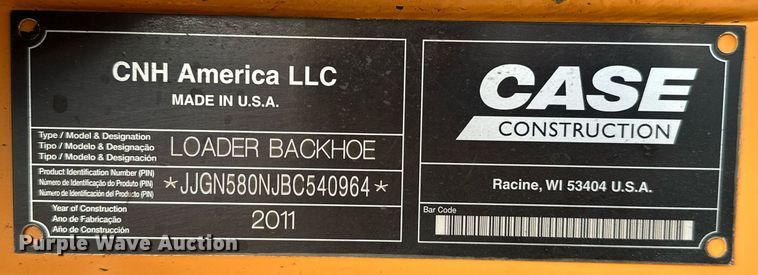 CNH America LLC
MADE IN U.S.A.
Type / Model & Designation
Tipo / Modelo & Designação
Tipo / Modelo & Designación
LOADER BACKHOE
Product Identification Number (PIN)
Número de Identificação do Produto (PIN)
Número de Identifición del Producto (PIN)
*JJGN580NJBC540964*
Year of Construction
Ano de Fabricação
Año de Construcción
2011
CASE
CONSTRUCTION
Racine, WI 53404 U.S.A.
Bar Code
Purple Wave Auction